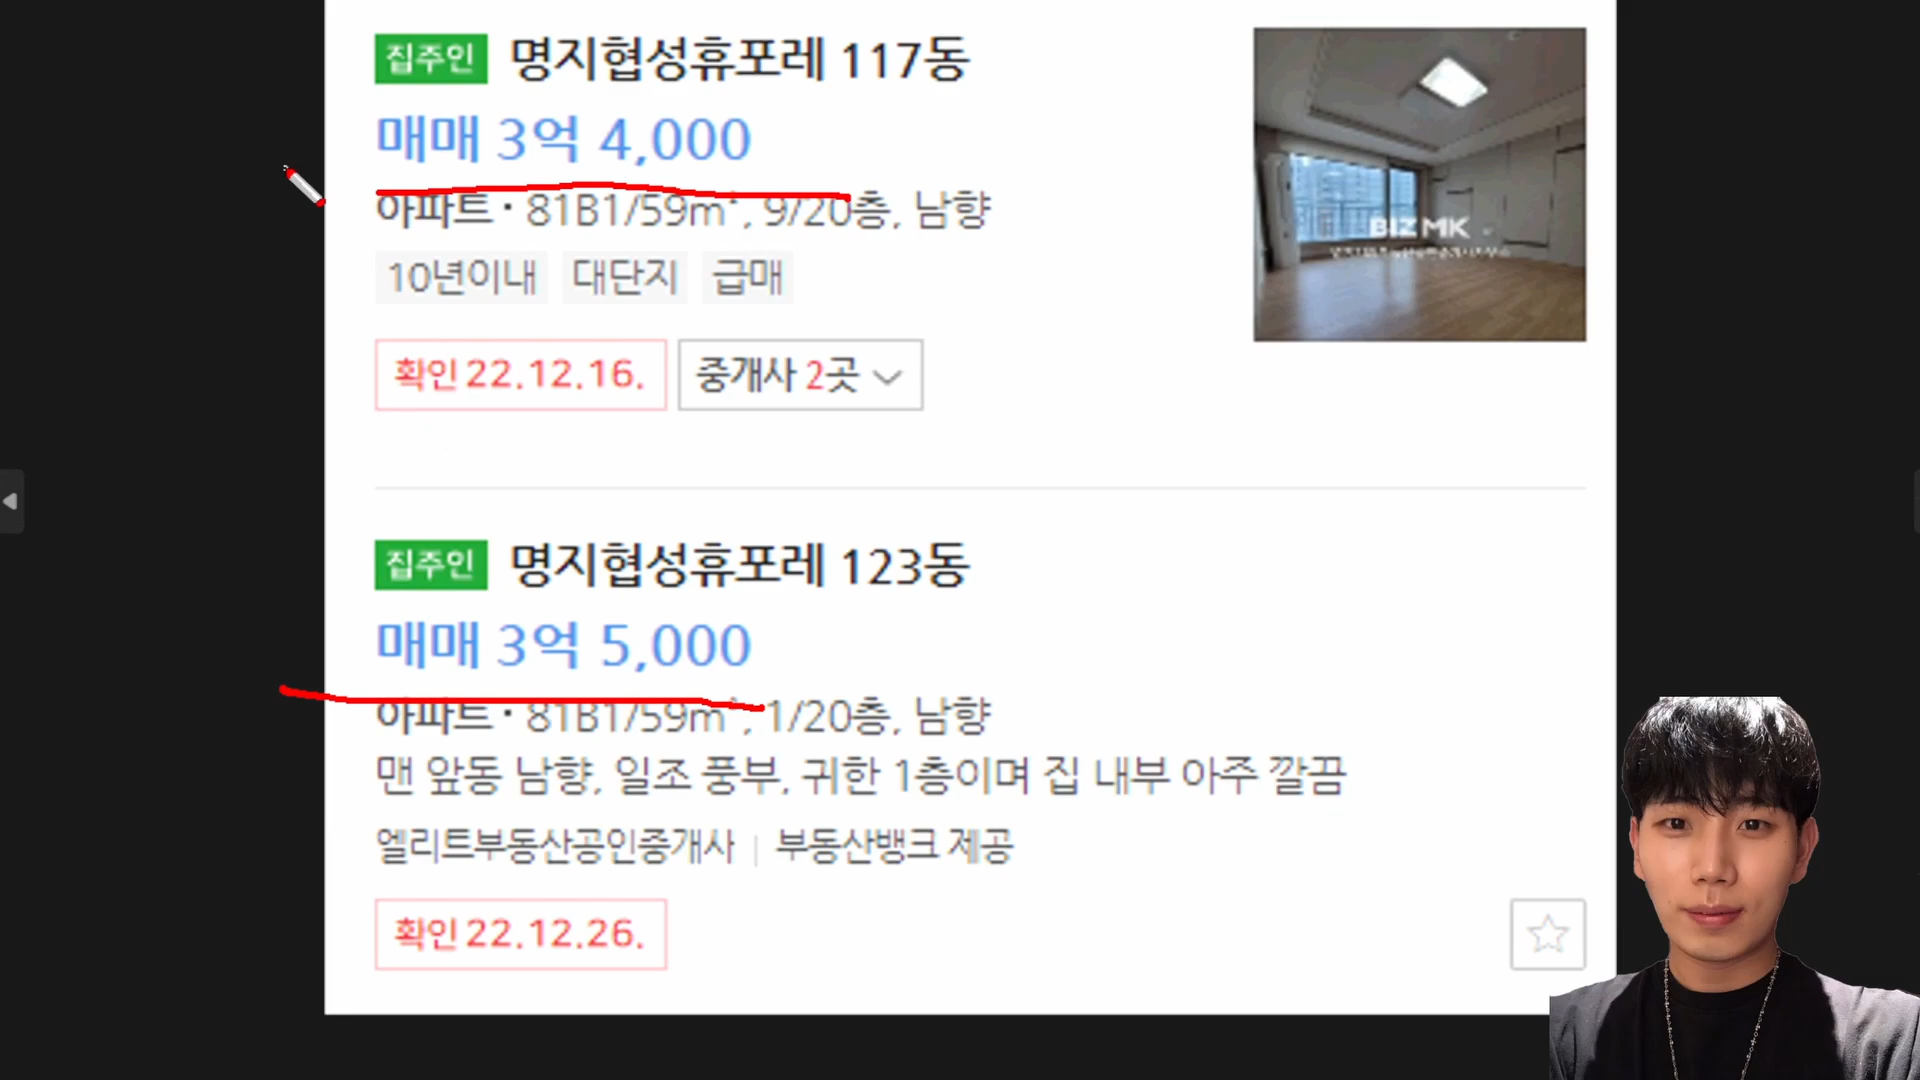 집주인 명지협성휴포레 117동
매매 3억 4,000
아파트 · 81B1/59m², 9/20층, 남향
10년이내 대단지 급매
확인 22.12.16. 중개사 2곳
BIZ MK
집주인 명지협성휴포레 123동
매매 3억 5,000
아파트 · 81B1/59m², 1/20층, 남향
맨 앞동 남향, 일조 풍부, 귀한 1층이며 집 내부 아주 깔끔
엘리트부동산공인중개사 | 부동산뱅크 제공
확인 22.12.26.